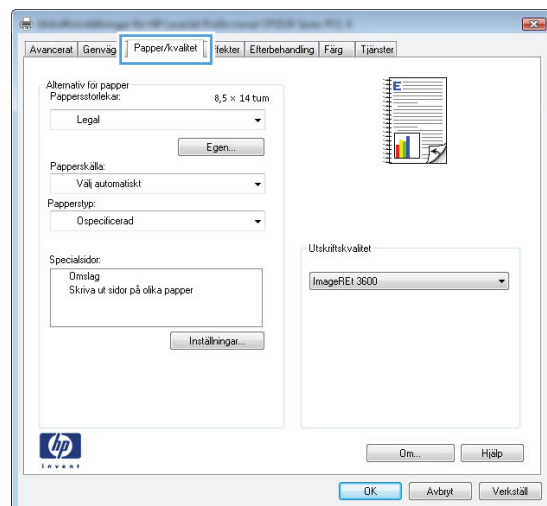 Avancerat Genväg Papper/kvalitet ffekter Efterbehandling Färg Tjänster
Alternativ för papper
Pappersstorlekar: 8,5 × 14 tum
Legal
Egen...
Papperskälla:
Välj automatiskt
Papperstyp:
Ospecificerad
Specialsidor:
Omslag
Skriva ut sidor på olika papper
Inställningar...
E
Utskriftskvalitet
ImageREt 3600
hp
invent
Om... Hjälp
OK Avbryt Verkställ